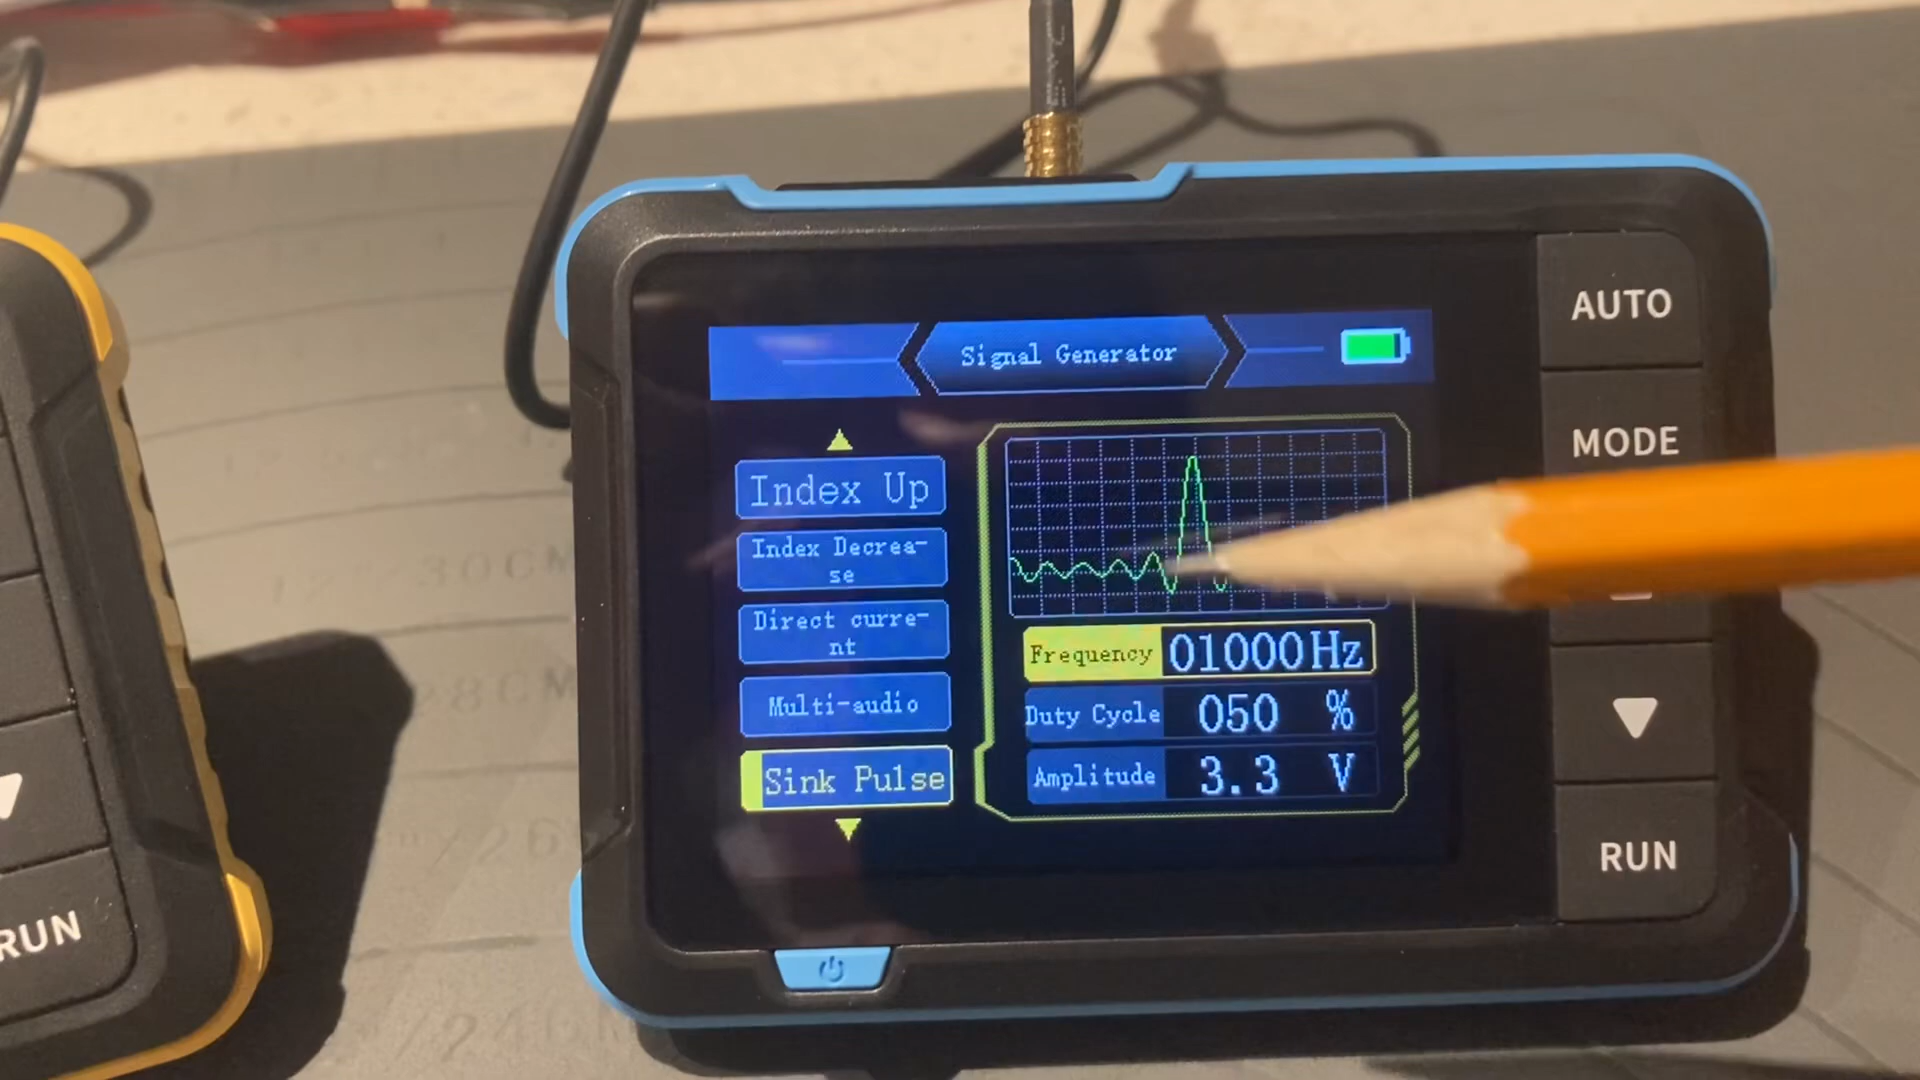 Signal Generator
Index Up
Index Decrea-
se
Direct curre-
nt
Multi-audio
Sink Pulse
Frequency 01000Hz
Duty Cycle 050 %
Amplitude 3.3 V
AUTO
MODE
RUN
RUN